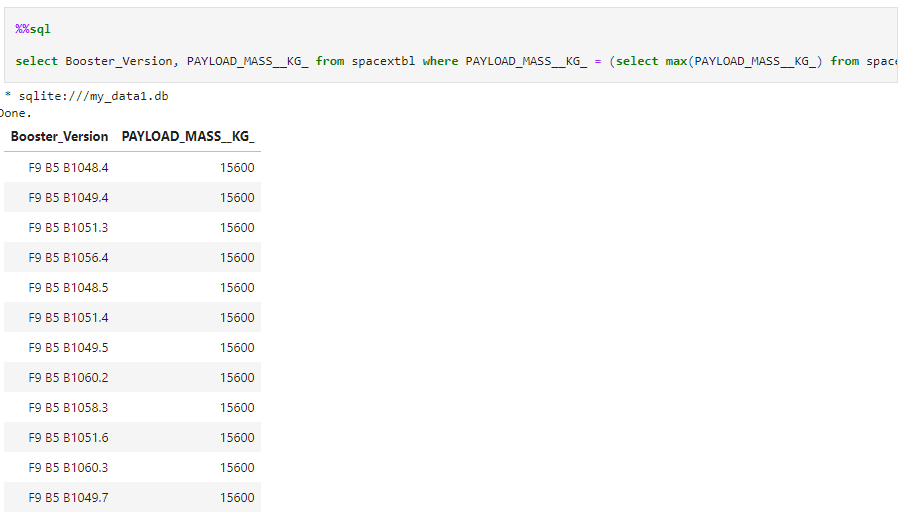 %%sql
select Booster_Version, PAYLOAD_MASS__KG_ from spacextbl where PAYLOAD_MASS__KG_ = (select max(PAYLOAD_MASS__KG_) from
* sqlite:///my_data1.db
Done.
Booster_Version PAYLOAD_MASS__KG_
F9 B5 B1048.4 15600
F9 B5 B1049.4 15600
F9 B5 B1051.3 15600
F9 B5 B1056.4 15600
F9 B5 B1048.5 15600
F9 B5 B1051.4 15600
F9 B5 B1049.5 15600
F9 B5 B1060.2 15600
F9 B5 B1058.3 15600
F9 B5 B1051.6 15600
F9 B5 B1060.3 15600
F9 B5 B1049.7 15600